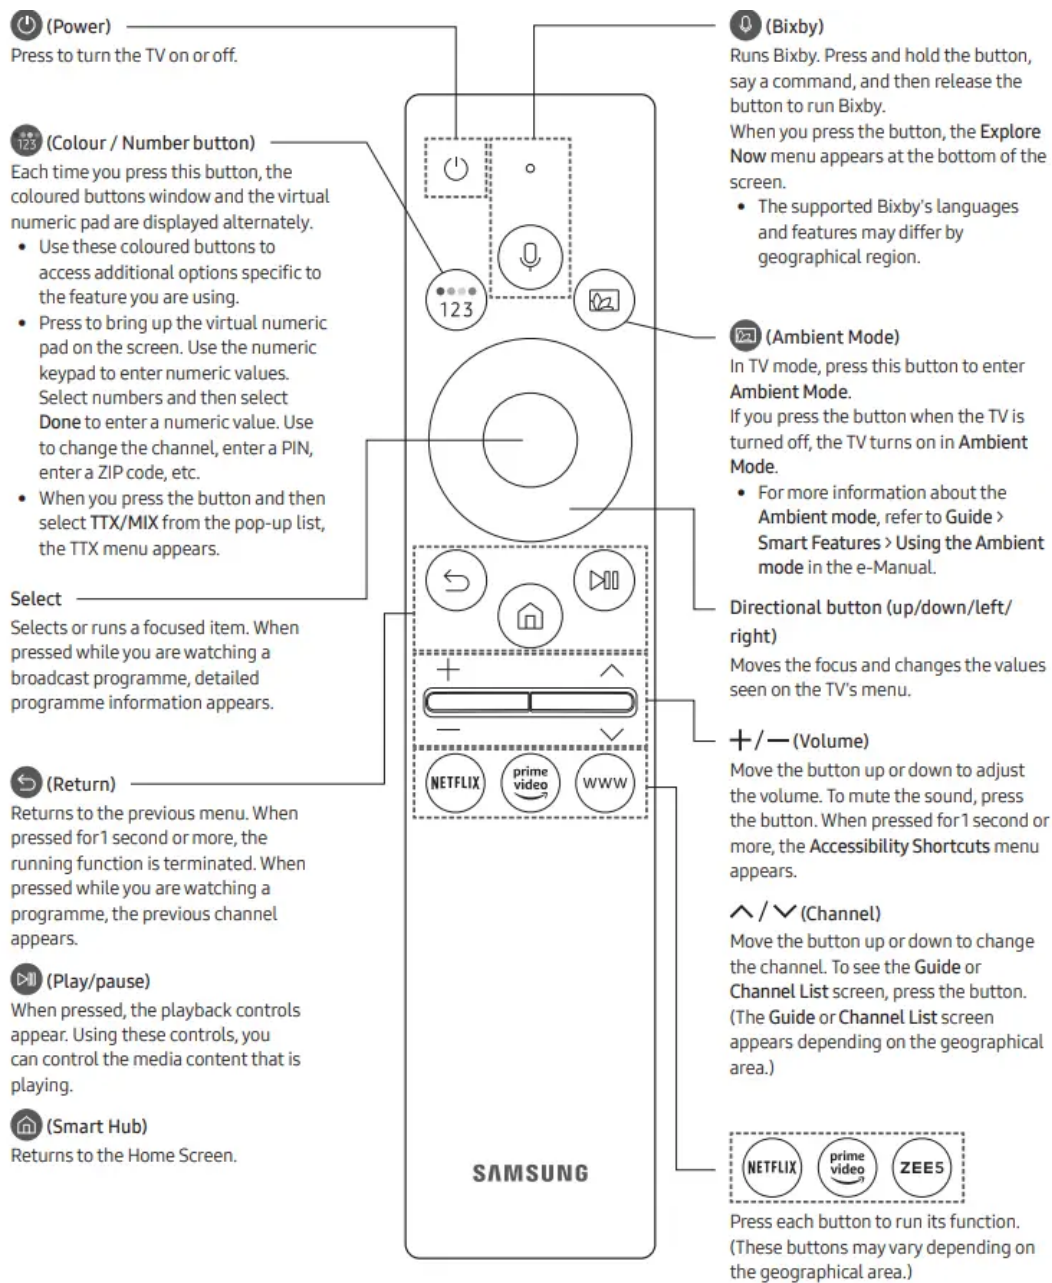 (Power)
Press to turn the TV on or off.
123 (Colour / Number button)
Each time you press this button, the
coloured buttons window and the virtual
numeric pad are displayed alternately.
• Use these coloured buttons to
access additional options specific to
the feature you are using.
• Press to bring up the virtual numeric
pad on the screen. Use the numeric
keypad to enter numeric values.
Select numbers and then select
Done to enter a numeric value. Use
to change the channel, enter a PIN,
enter a ZIP code, etc.
• When you press the button and then
select TTX/MIX from the pop-up list,
the TTX menu appears.
Select
Selects or runs a focused item. When
pressed while you are watching a
broadcast programme, detailed
programme information appears.
(Return)
Returns to the previous menu. When
pressed for 1 second or more, the
running function is terminated. When
pressed while you are watching a
programme, the previous channel
appears.
(Play/pause)
When pressed, the playback controls
appear. Using these controls, you
can control the media content that is
playing.
(Smart Hub)
Returns to the Home Screen.
123
+
—
NETFLIX
prime
video
WWW
SAMSUNG
(Bixby)
Runs Bixby. Press and hold the button,
say a command, and then release the
button to run Bixby.
When you press the button, the Explore
Now menu appears at the bottom of the
screen.
• The supported Bixby's languages
and features may differ by
geographical region.
(Ambient Mode)
In TV mode, press this button to enter
Ambient Mode.
If you press the button when the TV is
turned off, the TV turns on in Ambient
Mode.
• For more information about the
Ambient mode, refer to Guide >
Smart Features > Using the Ambient
mode in the e-Manual.
Directional button (up/down/left/
right)
Moves the focus and changes the values
seen on the TV's menu.
+ / — (Volume)
Move the button up or down to adjust
the volume. To mute the sound, press
the button. When pressed for 1 second or
more, the Accessibility Shortcuts menu
appears.
/ (Channel)
Move the button up or down to change
the channel. To see the Guide or
Channel List screen, press the button.
(The Guide or Channel List screen
appears depending on the geographical
area.)
NETFLIX
prime
video
ZEE5
Press each button to run its function.
(These buttons may vary depending on
the geographical area.)